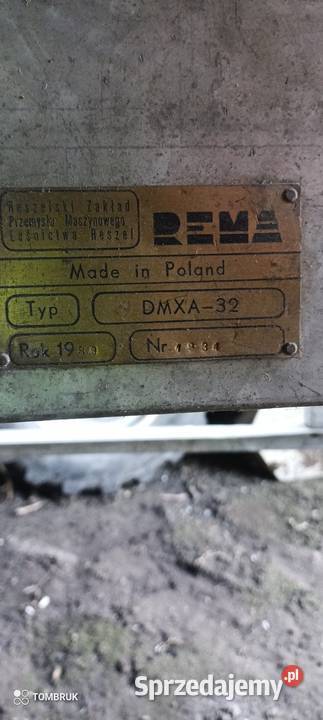 Reszelski Zakład
Przemysłu Maszynowego
Leśnictwa Reszel
REMA
Made in Poland
Typ DMXA-32
Rok 19
Nr.
TOMBRUK
Sprzedajemy.pl